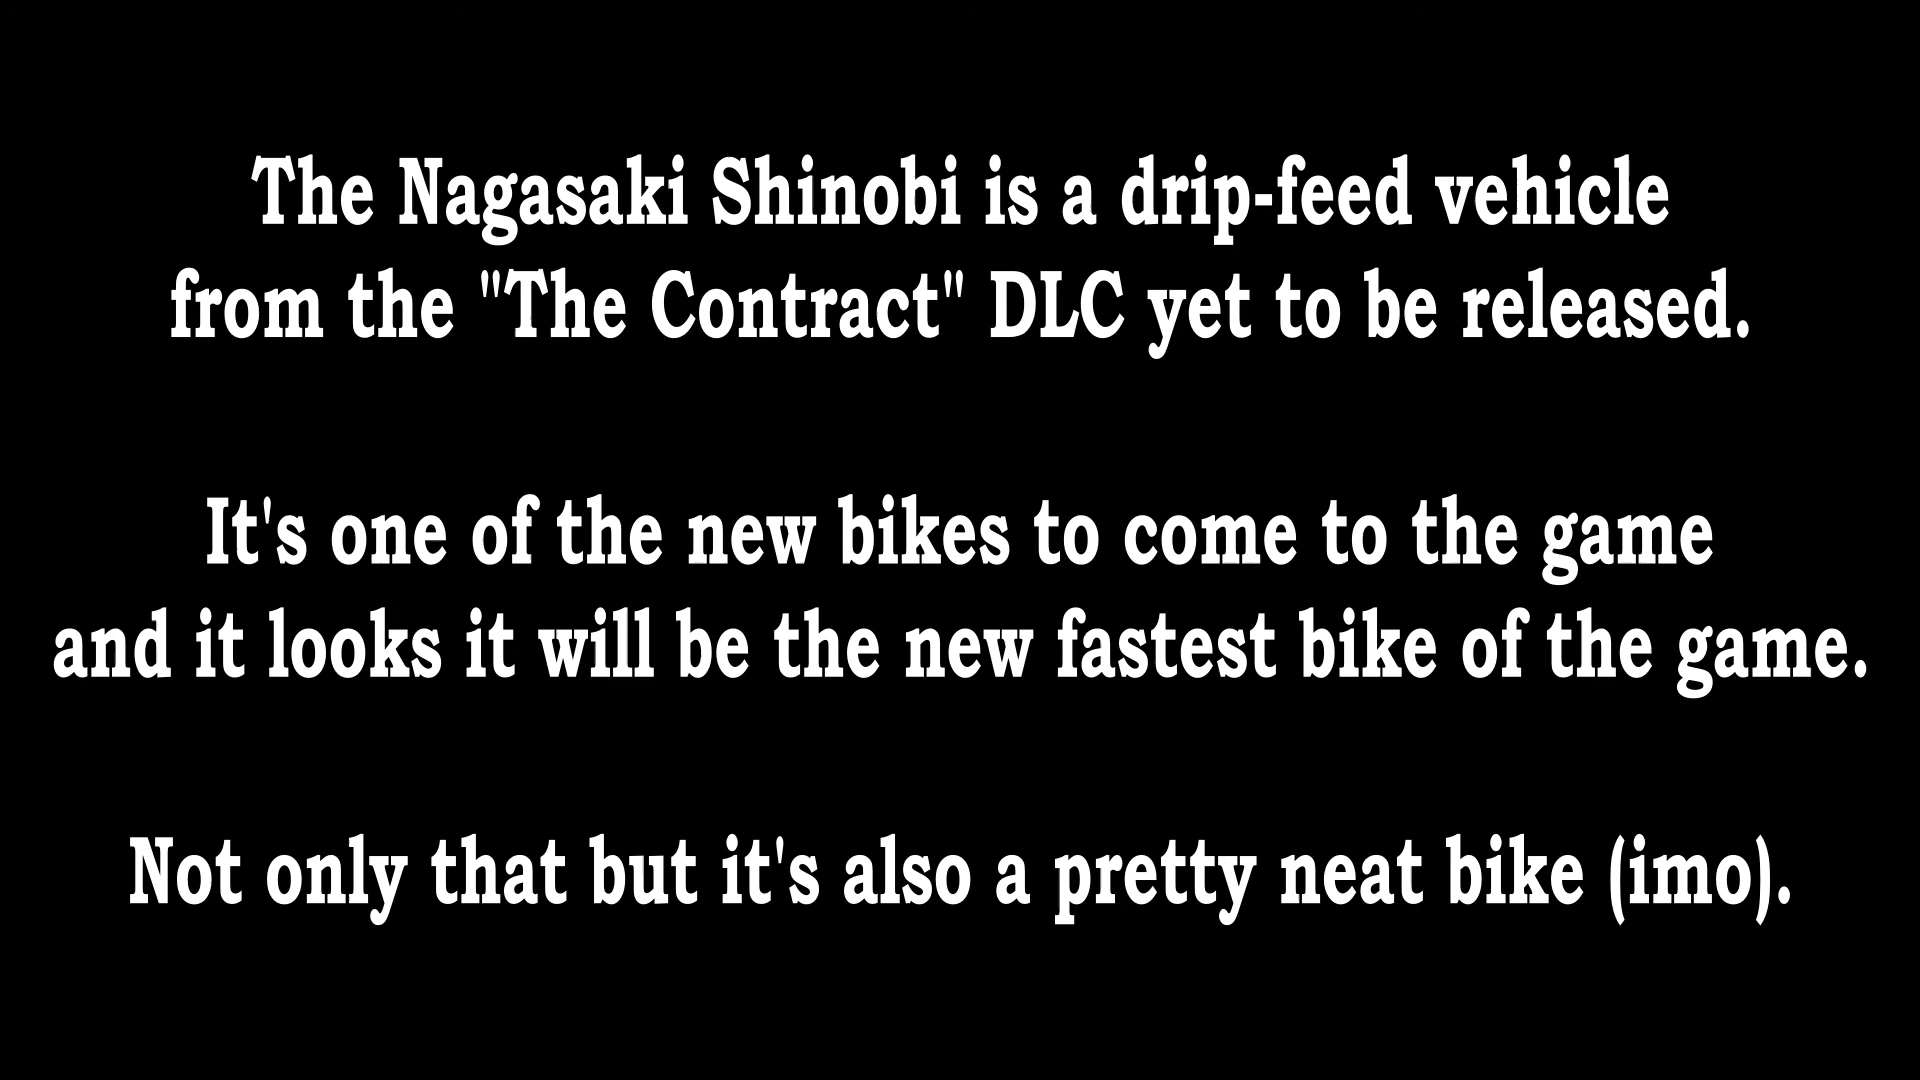 The Nagasaki Shinobi is a drip-feed vehicle
from the "The Contract" DLC yet to be released.
It's one of the new bikes to come to the game
and it looks it will be the new fastest bike of the game.
Not only that but it's also a pretty neat bike (imo).